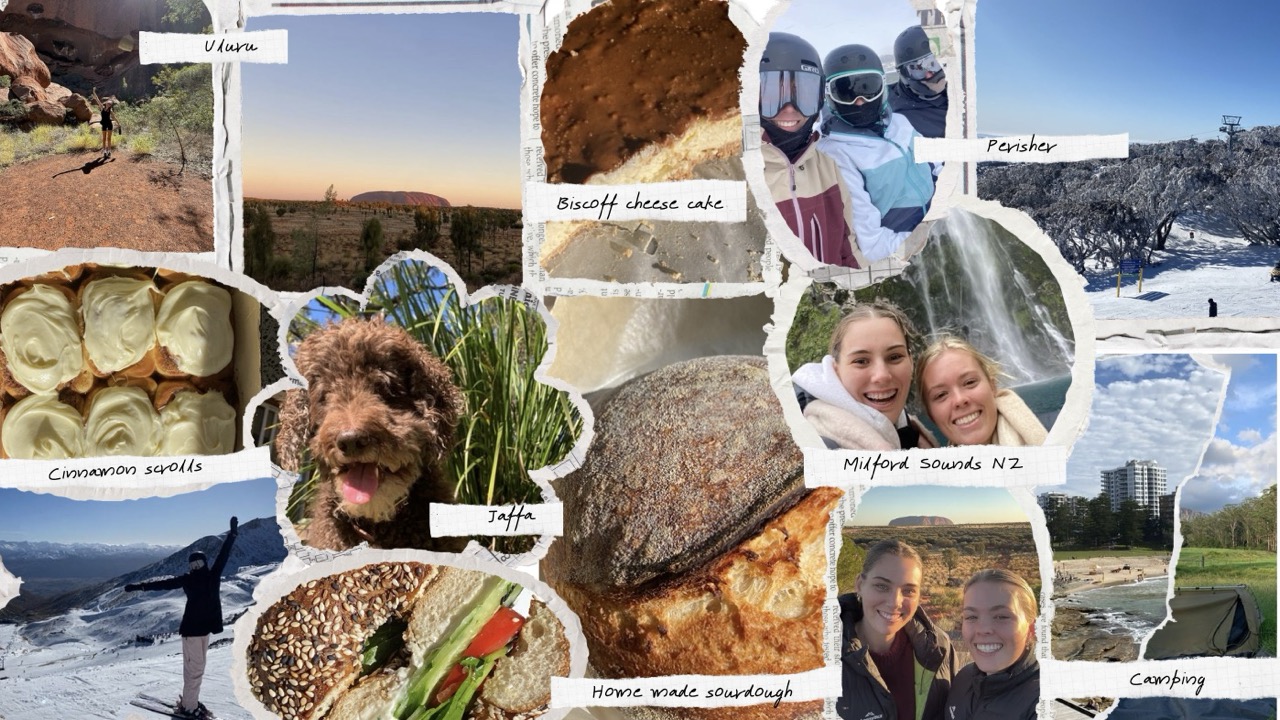 Uluru
Biscoff cheese cake
Perisher
Cinnamon scrolls
Jaffa
Milford Sounds NZ
Home made sourdough
Camping